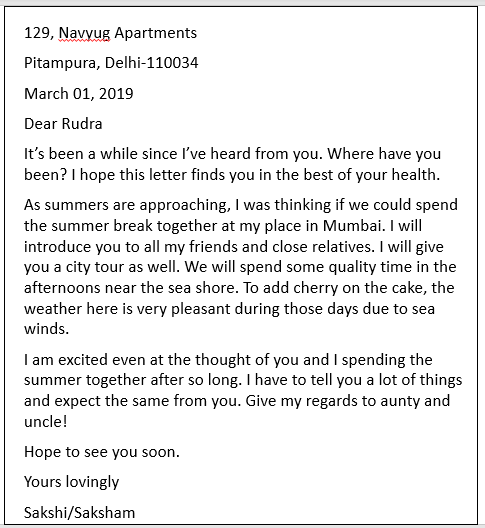 129, Navyug Apartments
Pitampura, Delhi-110034
March 01, 2019
Dear Rudra
It’s been a while since I’ve heard from you. Where have you
been? I hope this letter finds you in the best of your health.
As summers are approaching, I was thinking if we could spend
the summer break together at my place in Mumbai. I will
introduce you to all my friends and close relatives. I will give
you a city tour as well. We will spend some quality time in the
afternoons near the sea shore. To add cherry on the cake, the
weather here is very pleasant during those days due to sea
winds.
I am excited even at the thought of you and I spending the
summer together after so long. I have to tell you a lot of things
and expect the same from you. Give my regards to aunty and
uncle!
Hope to see you soon.
Yours lovingly
Sakshi/Saksham